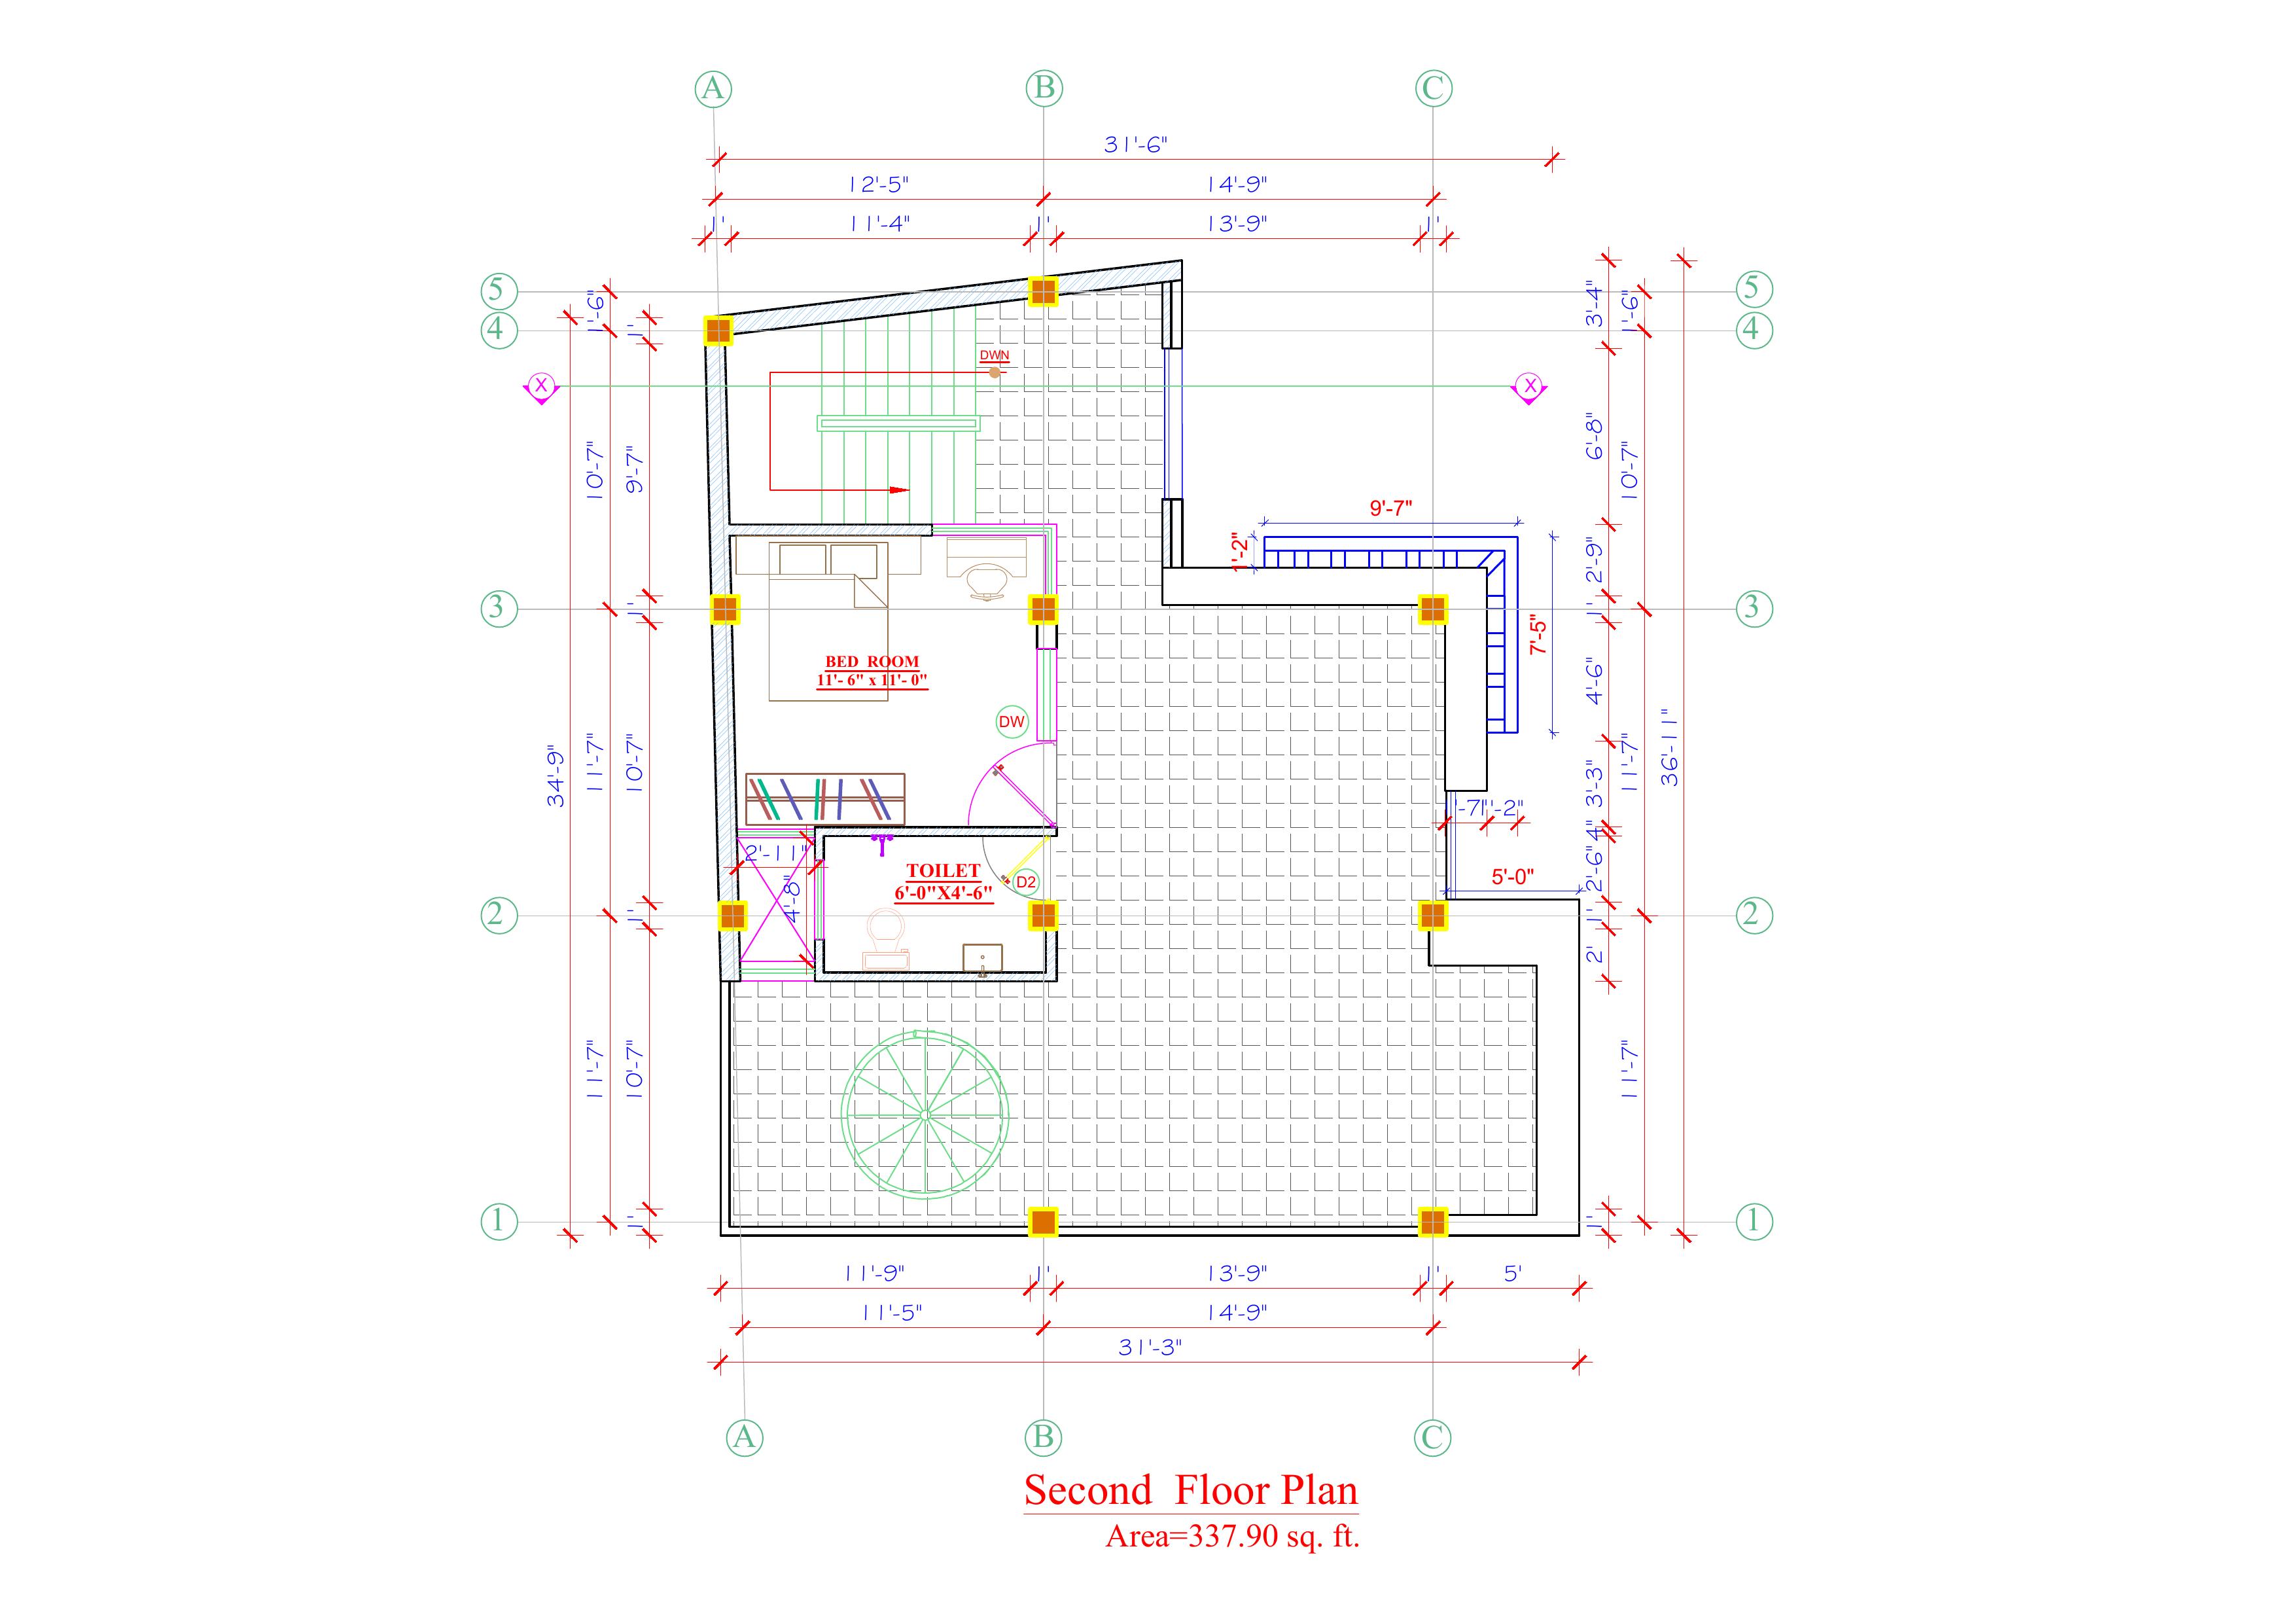 A B C
31'-6"
12'-5" 14'-9"
1' 11'-4" 1' 13'-9" 1'
5 5
4 4
1'-6" 1' 3'-4" 1'-6"
DWN
X X
10'-7" 9'-7" 6'-8" 10'-7"
9'-7"
1'-2" 2'-9"
3 1' 1' 3
7'-5"
BED ROOM
11'- 6" x 11'- 0"
4'-6"
DW
34'-9" 11'-7" 10'-7" 3'-3" 11'-7" 36'-11"
1'-2"
4"
2'-11"
TOILET
6'-0"X4'-6"
D2
4'-8"
5'-0" 2'-6"
2 1' 1' 2
2'
11'-7" 10'-7" 11'-7"
1 1' 1' 1
11'-9" 1' 13'-9" 1' 5'
11'-5" 14'-9"
31'-3"
A B C
Second Floor Plan
Area=337.90 sq. ft.